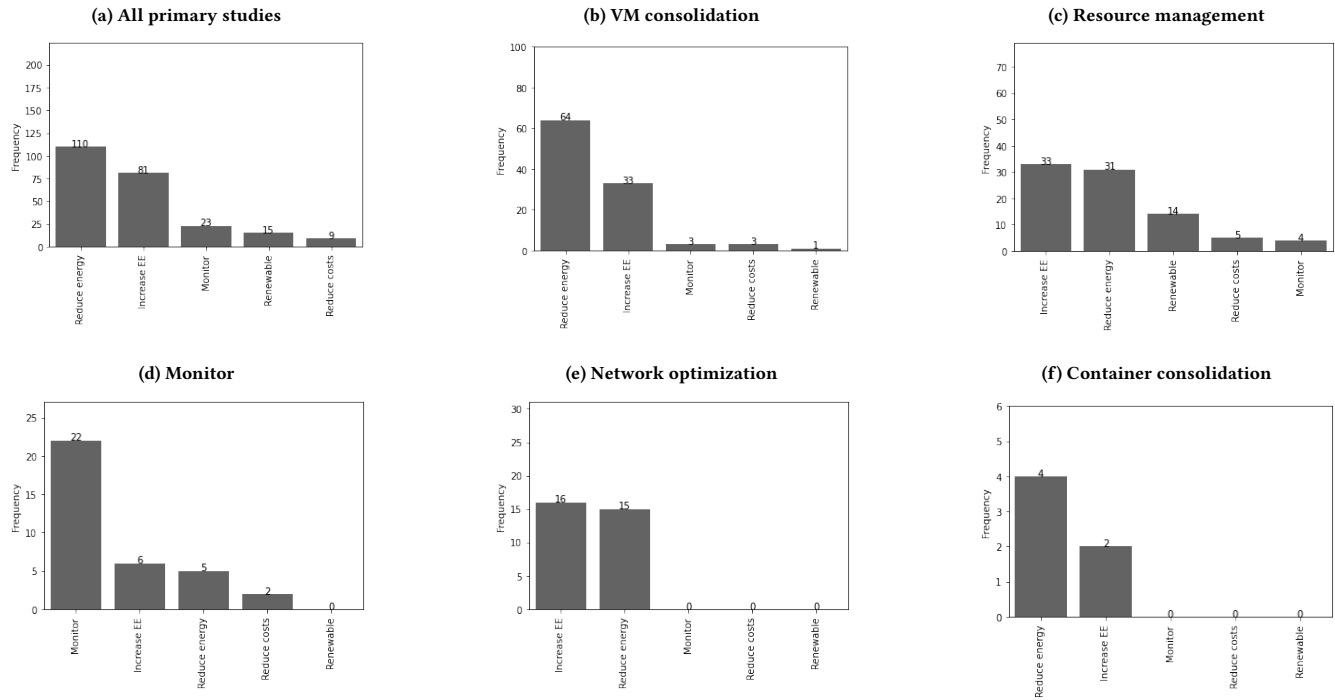 (a) All primary studies
200
175
150
125
100
75
50
25
0
Frequency
110
81
23
15
9
Reduce energy
Increase EE
Monitor
Renewable
Reduce costs
(b) VM consolidation
100
80
60
40
20
0
Frequency
64
33
3
3
1
Reduce energy
Increase EE
Monitor
Reduce costs
Renewable
(c) Resource management
70
60
50
40
30
20
10
0
Frequency
33
31
14
5
4
Increase EE
Reduce energy
Renewable
Reduce costs
Monitor
(d) Monitor
25
20
15
10
5
0
Frequency
22
6
5
2
0
Monitor
Increase EE
Reduce energy
Reduce costs
Renewable
(e) Network optimization
30
25
20
15
10
5
0
Frequency
16
15
0
0
0
Increase EE
Reduce energy
Monitor
Reduce costs
Renewable
(f) Container consolidation
6
5
4
3
2
1
0
Frequency
4
2
0
0
0
Reduce energy
Increase EE
Monitor
Reduce costs
Renewable